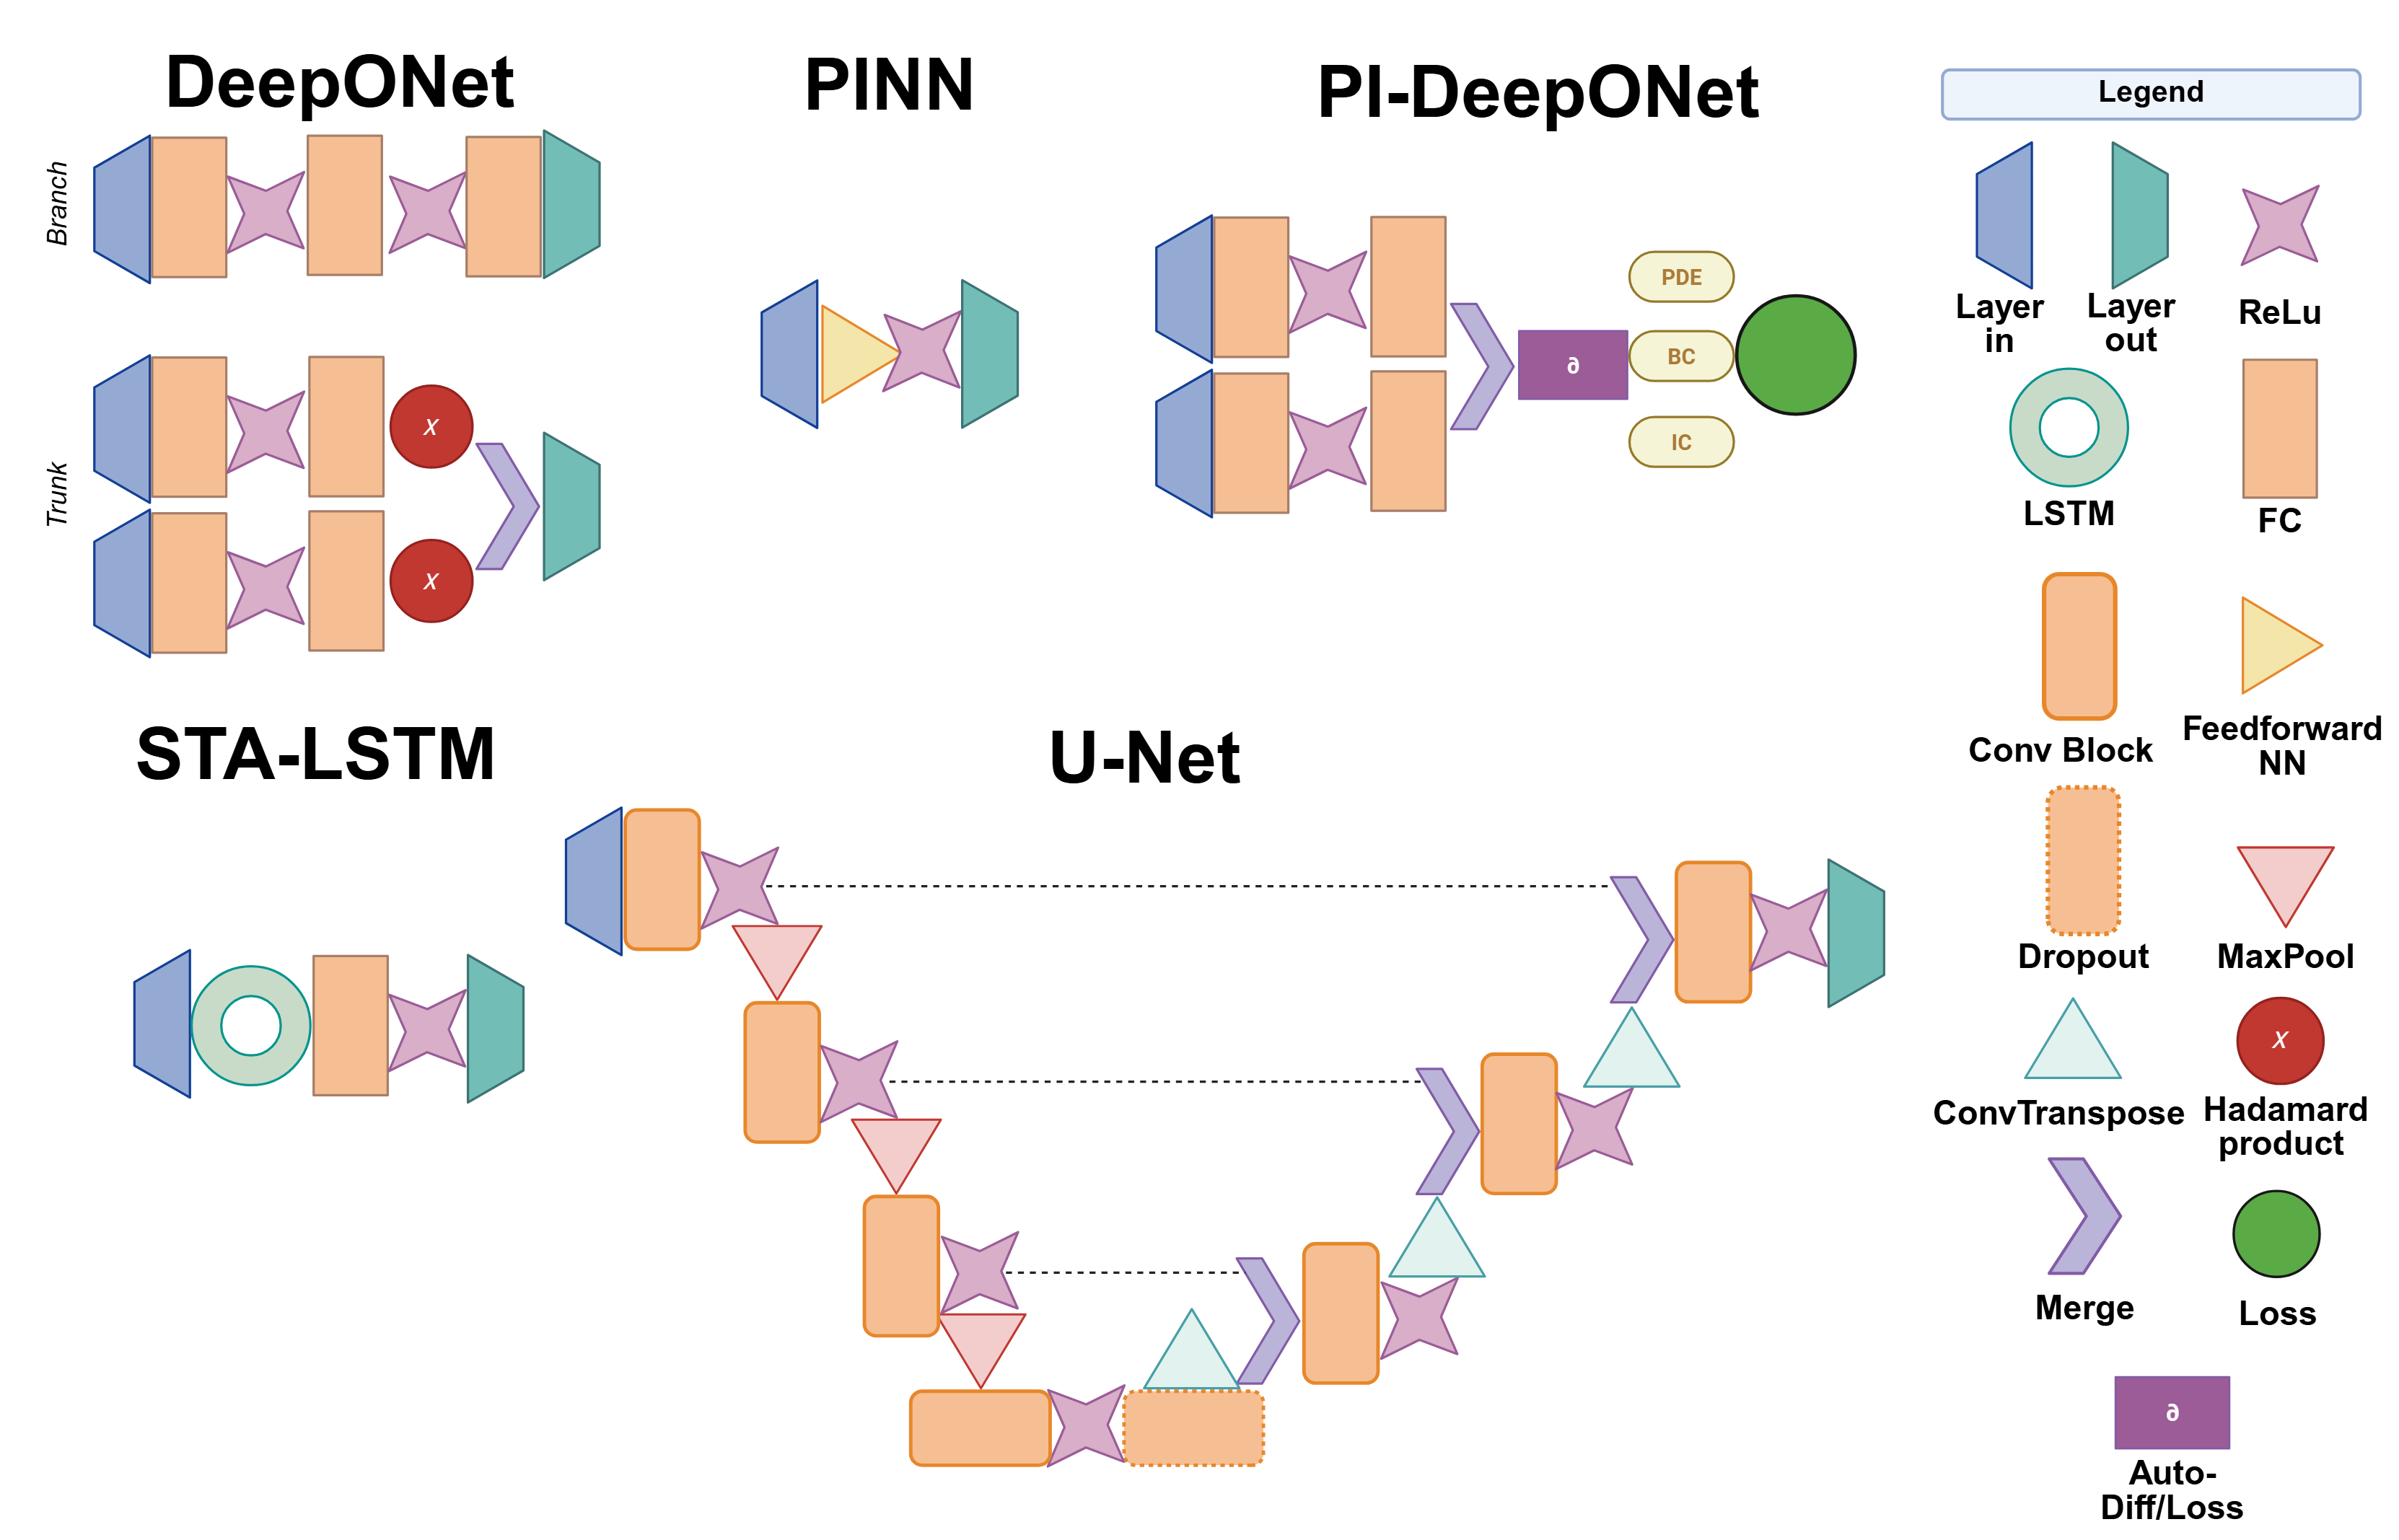 DeepONet
PINN
PI-DeepONet
Legend
Branch
Trunk
X
X
PDE
∂
BC
IC
Layer
in
Layer
out
ReLu
LSTM
FC
Conv Block
Feedforward
NN
STA-LSTM
U-Net
Dropout
MaxPool
X
ConvTranspose
Hadamard
product
Merge
Loss
∂
Auto-
Diff/Loss